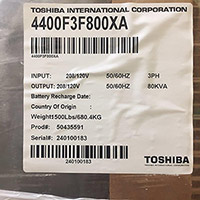 TOSHIBA INTERNATIONAL CORPORATION
4400F3F800XA
4400F3F800XA
INPUT: 208/120V 50/60HZ 3PH
OUTPUT: 208/120V 50/60HZ 80KVA
Battery Recharge Date:
Country Of Origin:
Weight1500Lbs/680.4KG
Prod#: 50435591
Serial: 240100183
240100183
TOSHIBA